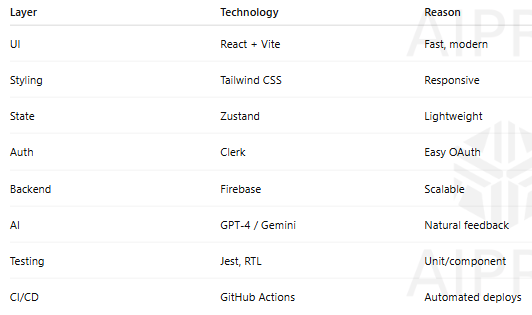 Layer Technology Reason
UI React + Vite Fast, modern
Styling Tailwind CSS Responsive
State Zustand Lightweight
Auth Clerk Easy OAuth
Backend Firebase Scalable
AI GPT-4 / Gemini Natural feedback
Testing Jest, RTL Unit/component
CI/CD GitHub Actions Automated deploys